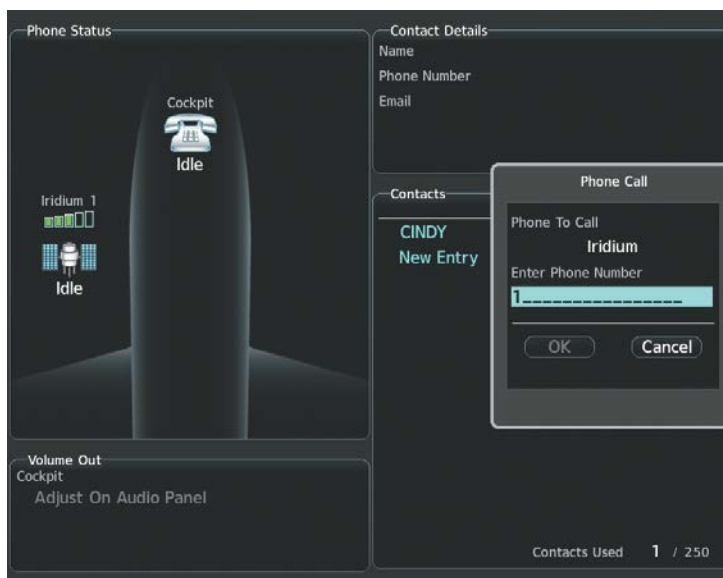 Phone Status
Cockpit
Idle
Iridium 1
Idle
Volume Out
Cockpit
Adjust On Audio Panel
Contact Details
Name
Phone Number
Email
Contacts
CINDY
New Entry
Contacts Used 1 / 250
Phone Call
Phone To Call
Iridium
Enter Phone Number
1________________
OK Cancel